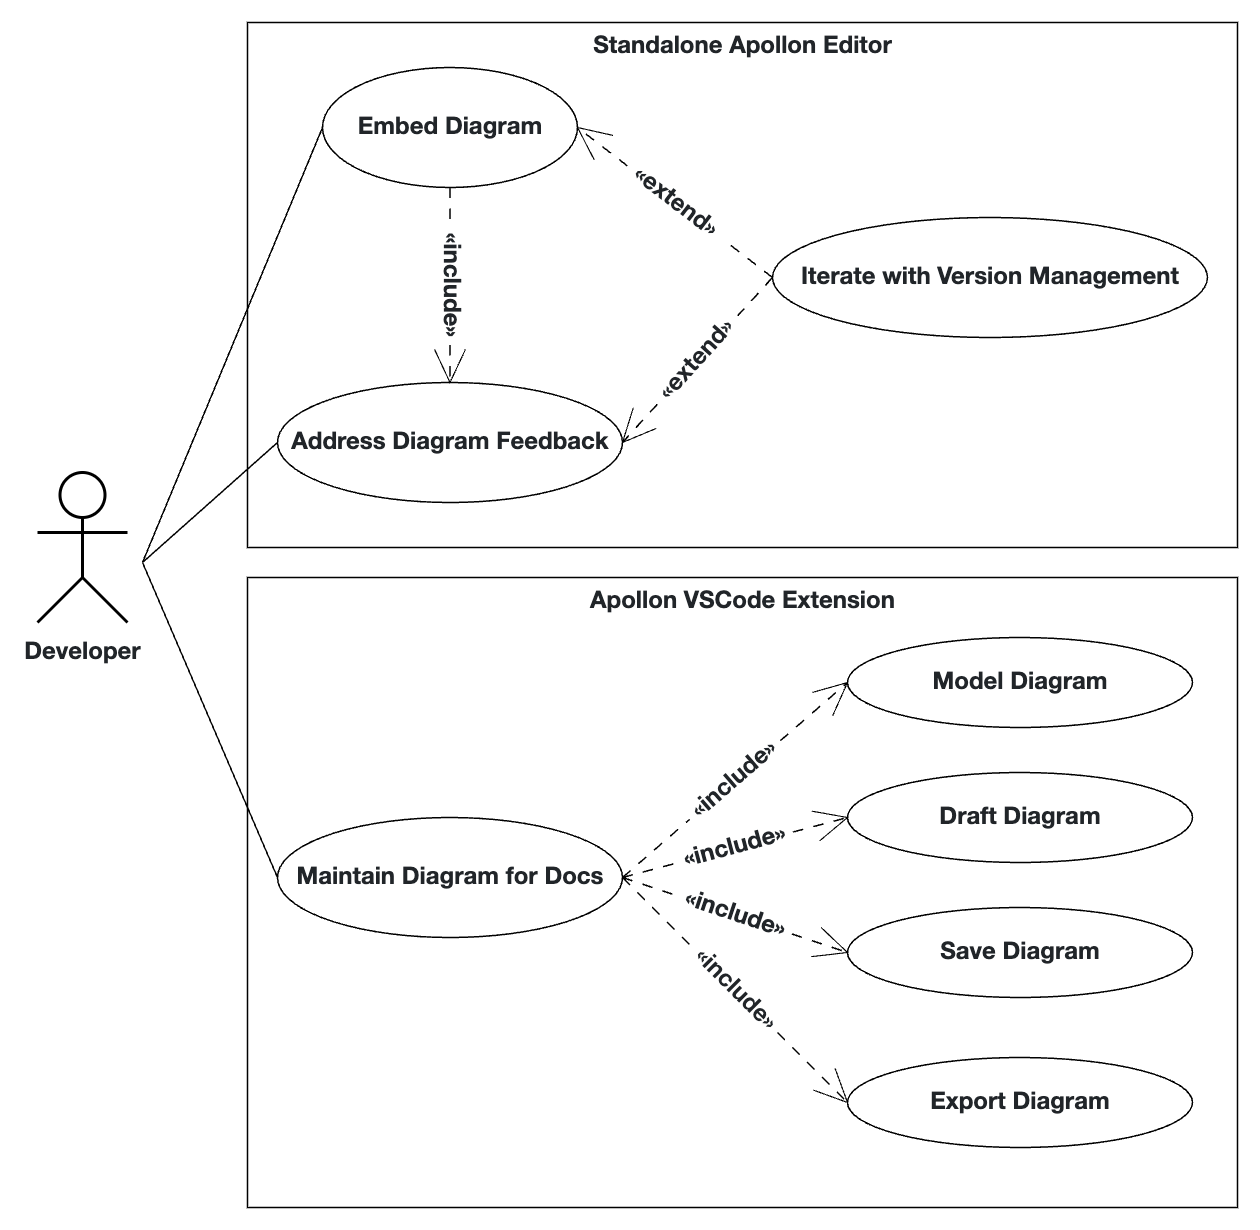 Standalone Apollon Editor
Embed Diagram
«extend»
«include»
Iterate with Version Management
«extend»
Address Diagram Feedback
Developer
Apollon VSCode Extension
Model Diagram
«include»
Draft Diagram
«include»
Maintain Diagram for Docs
«include»
Save Diagram
«include»
Export Diagram